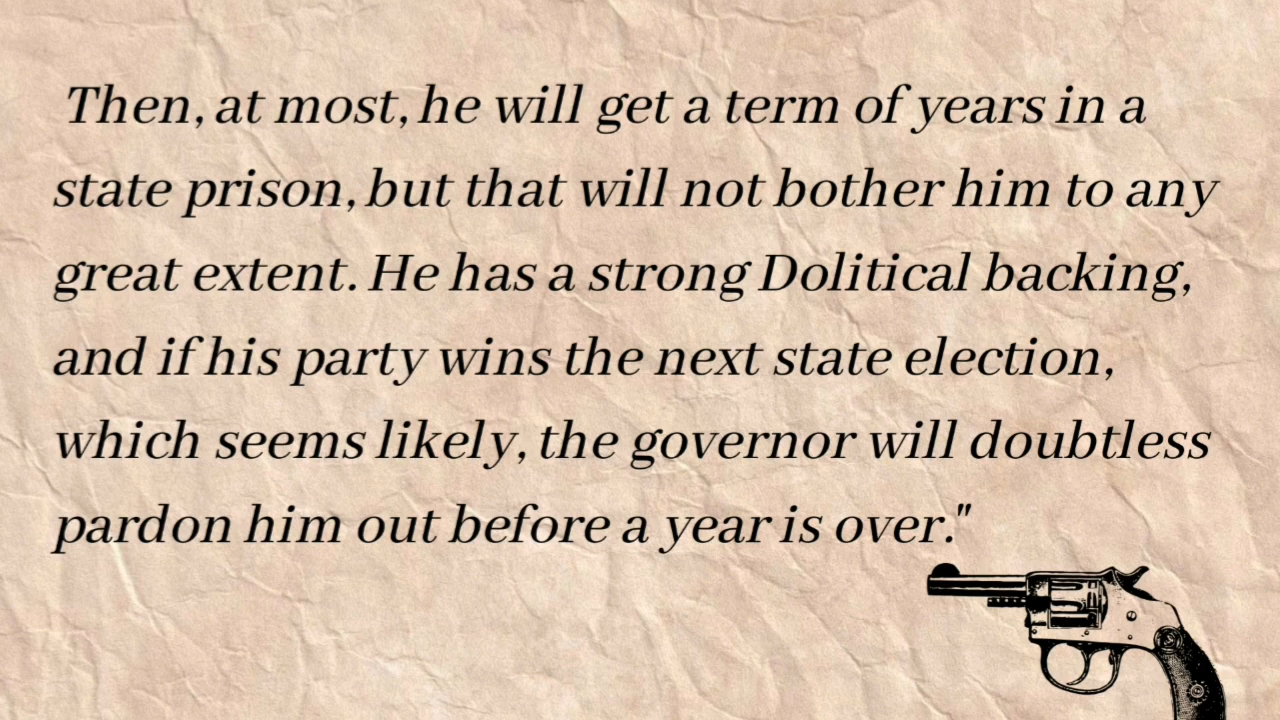 Then, at most, he will get a term of years in a
state prison, but that will not bother him to any
great extent. He has a strong Dolitical backing,
and if his party wins the next state election,
which seems likely, the governor will doubtless
pardon him out before a year is over."